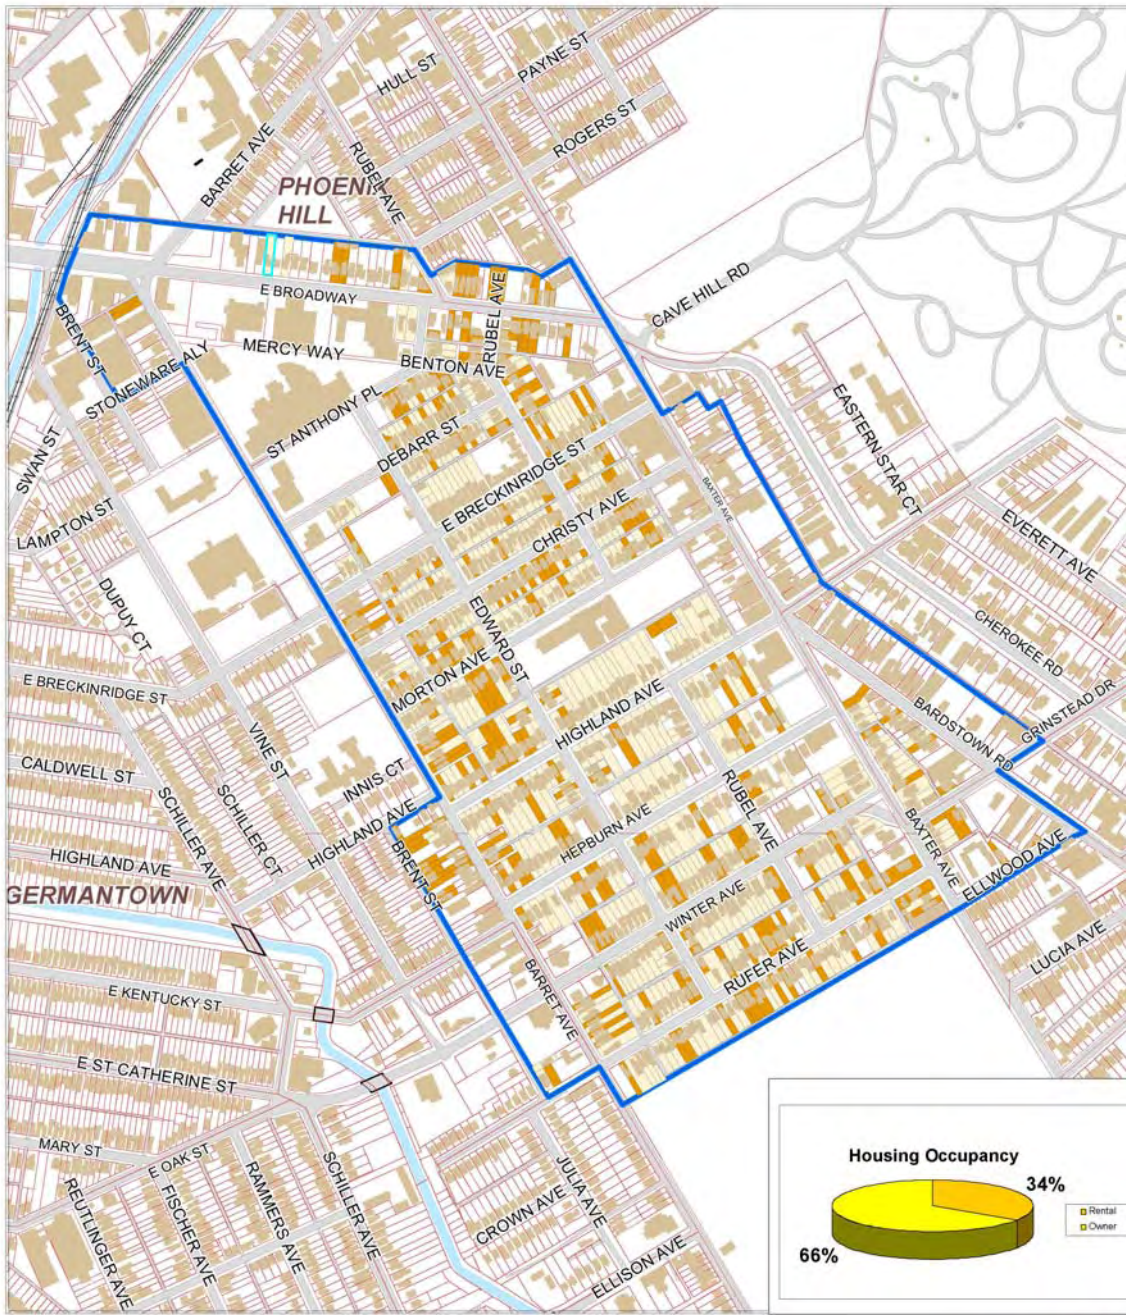 HULL ST
PAYNE ST
ROGERS ST
BARRET AVE
RUBEL AVE
PHOENI
HILL
E BROADWAY
RUBEL AVE
CAVE HILL RD
MERCY WAY
BENTON AVE
BRENT ST
STONEWARE ALY
ST ANTHONY PL
DEBARR ST
EASTERN STAR CT
SWAN ST
E BRECKINRIDGE ST
BAXTER AVE
CHRISTY AVE
EVERETT AVE
LAMPTON ST
DUPUY CT
EDWARD ST
CHEROKEE RD
E BRECKINRIDGE ST
MORTON AVE
HIGHLAND AVE
BARDSTOWN RD
GRINSTEAD DR
VINE ST
INNIS CT
CALDWELL ST
SCHILLER AVE
SCHILLER CT
HIGHLAND AVE
RUBEL AVE
HEPBURN AVE
BAXTER AVE
ELLWOOD AVE
HIGHLAND AVE
BRENT ST
GERMANTOWN
WINTER AVE
LUCIA AVE
RUFER AVE
BARRET AVE
E KENTUCKY ST
E ST CATHERINE ST
MARY ST
E OAK ST
REUTLINGER AVE
FISCHER AVE
RAMMERS AVE
SCHILLER AVE
CROWN AVE
JULIA AVE
ELLISON AVE
Housing Occupancy
34%
66%
Rental
Owner